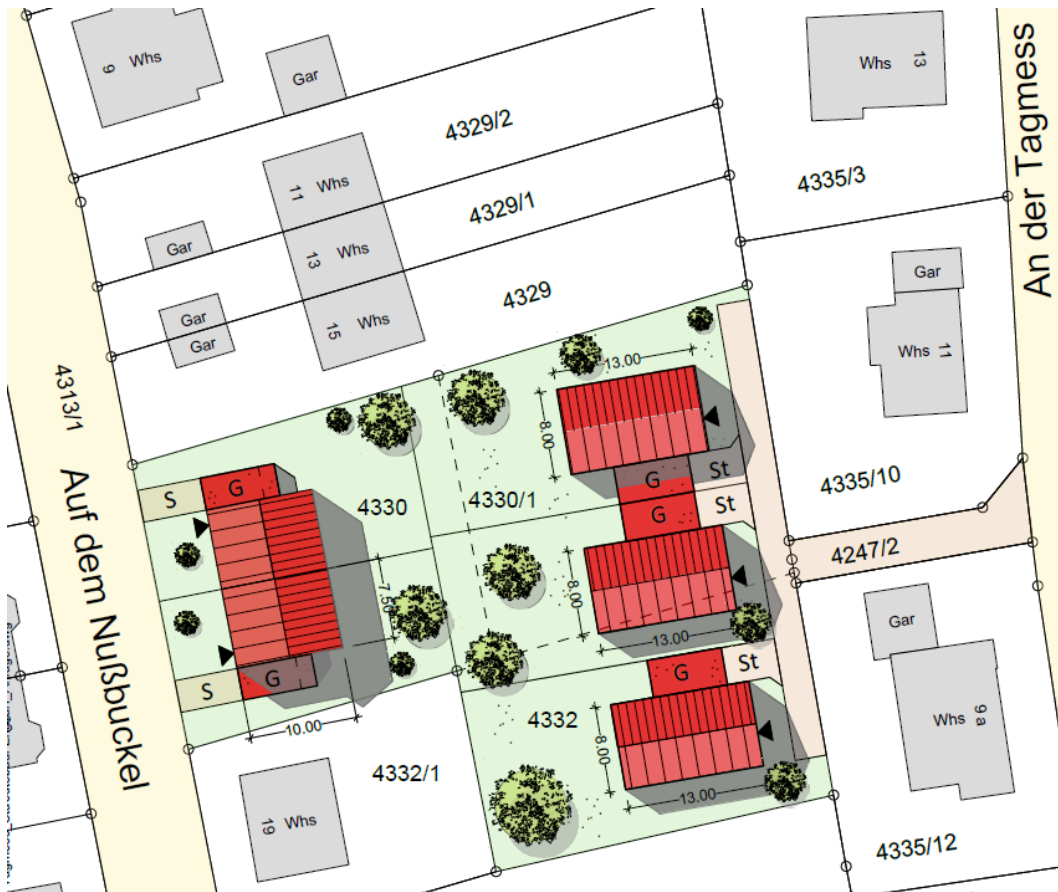 9 Whs
Gar
Whs 13
An der Tagmess
4329/2
4335/3
11 Whs
4329/1
Gar
13 Whs
Gar
4329
Gar
Gar
15 Whs
Whs 11
4313/1
13.00
8.00
Auf dem Nußbuckel
S
G
4330
4330/1
G
St
4335/10
G
St
4247/2
7.50
8.00
Gar
13.00
S
G
G
St
4332
Whs 9 a
10.00
8.00
4332/1
13.00
19 Whs
4335/12